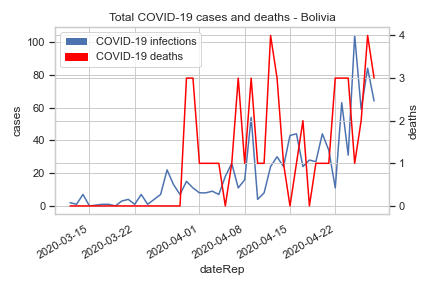 Total COVID-19 cases and deaths - Bolivia
COVID-19 infections
COVID-19 deaths
cases
100
80
60
40
20
0
deaths
4
3
2
1
0
2020-03-15
2020-03-22
2020-04-01
2020-04-08
2020-04-15
2020-04-22
dateRep